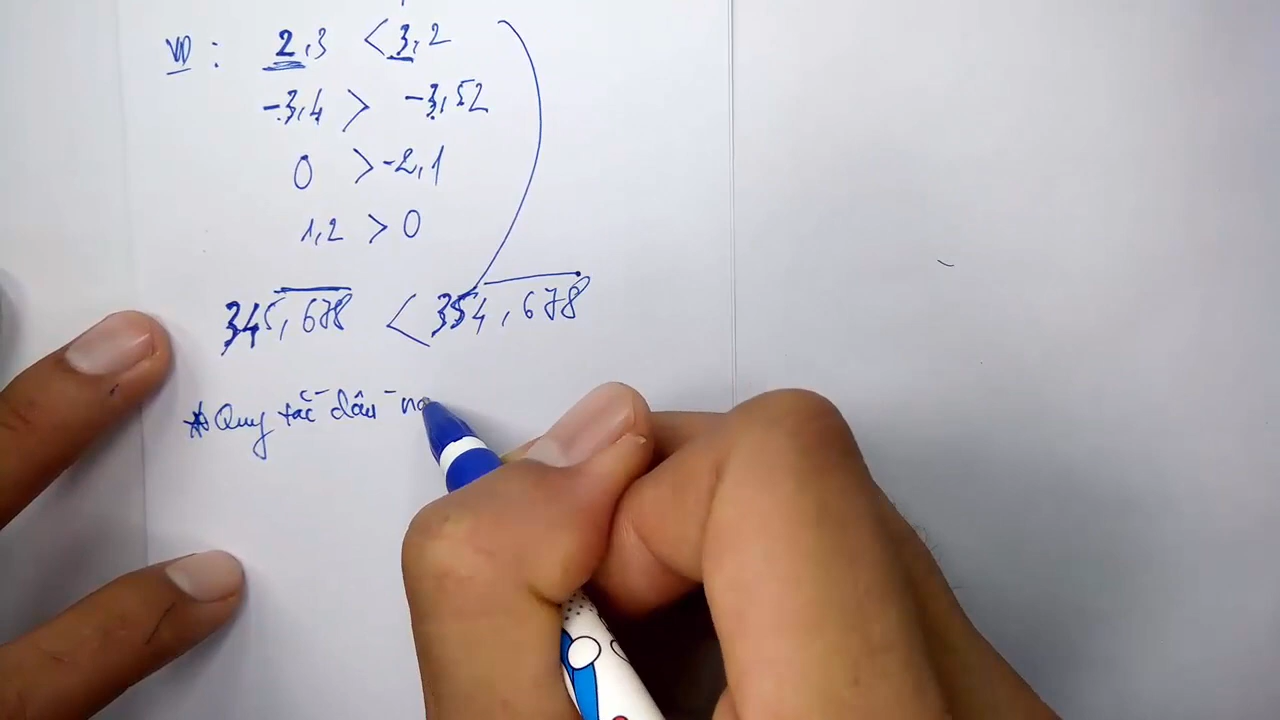 VD : 2,3 < 3,2
-3,4 > -3,52
0 > -2,1
1,2 > 0
345,678 < 354,678
* Quy tắc dấu